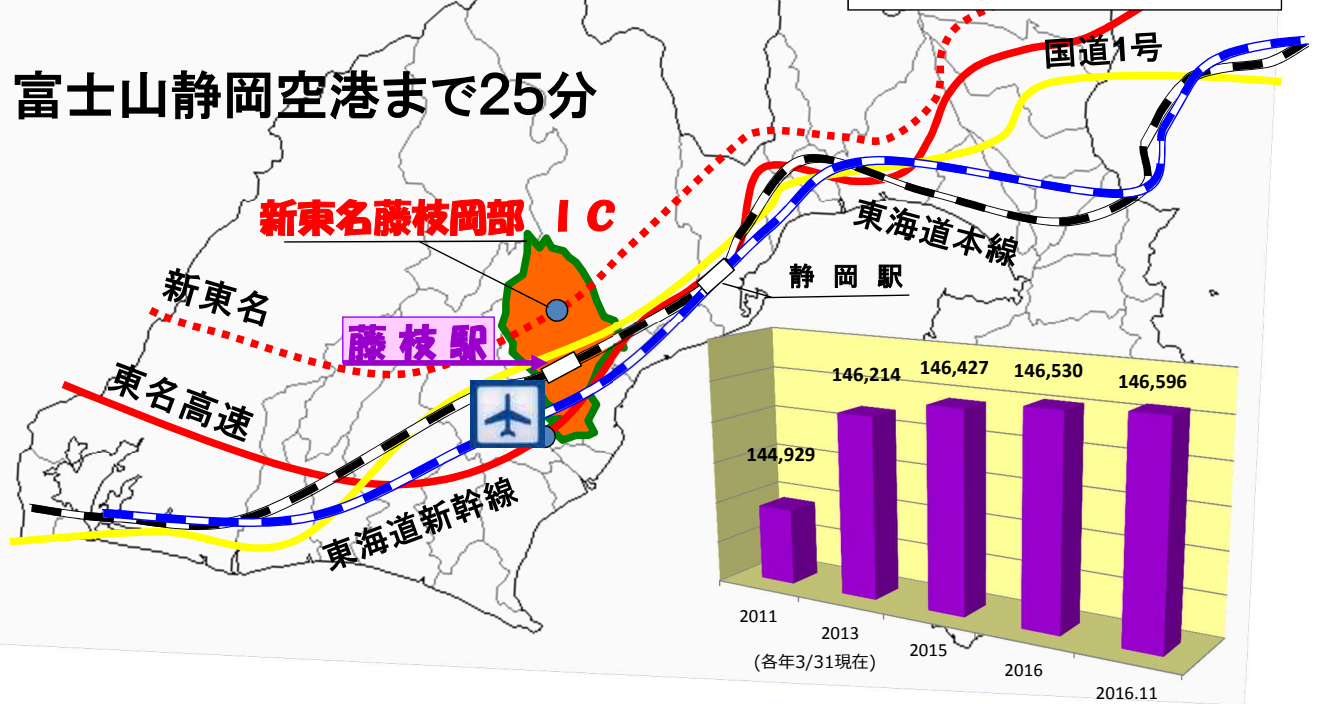 国道1号
富士山静岡空港まで25分
新東名藤枝岡部 IC
東海道本線
静岡駅
新東名
藤枝駅
東名高速
東海道新幹線
144,929
146,214
146,427
146,530
146,596
2011
2013
2015
2016
2016.11
(各年3/31現在)